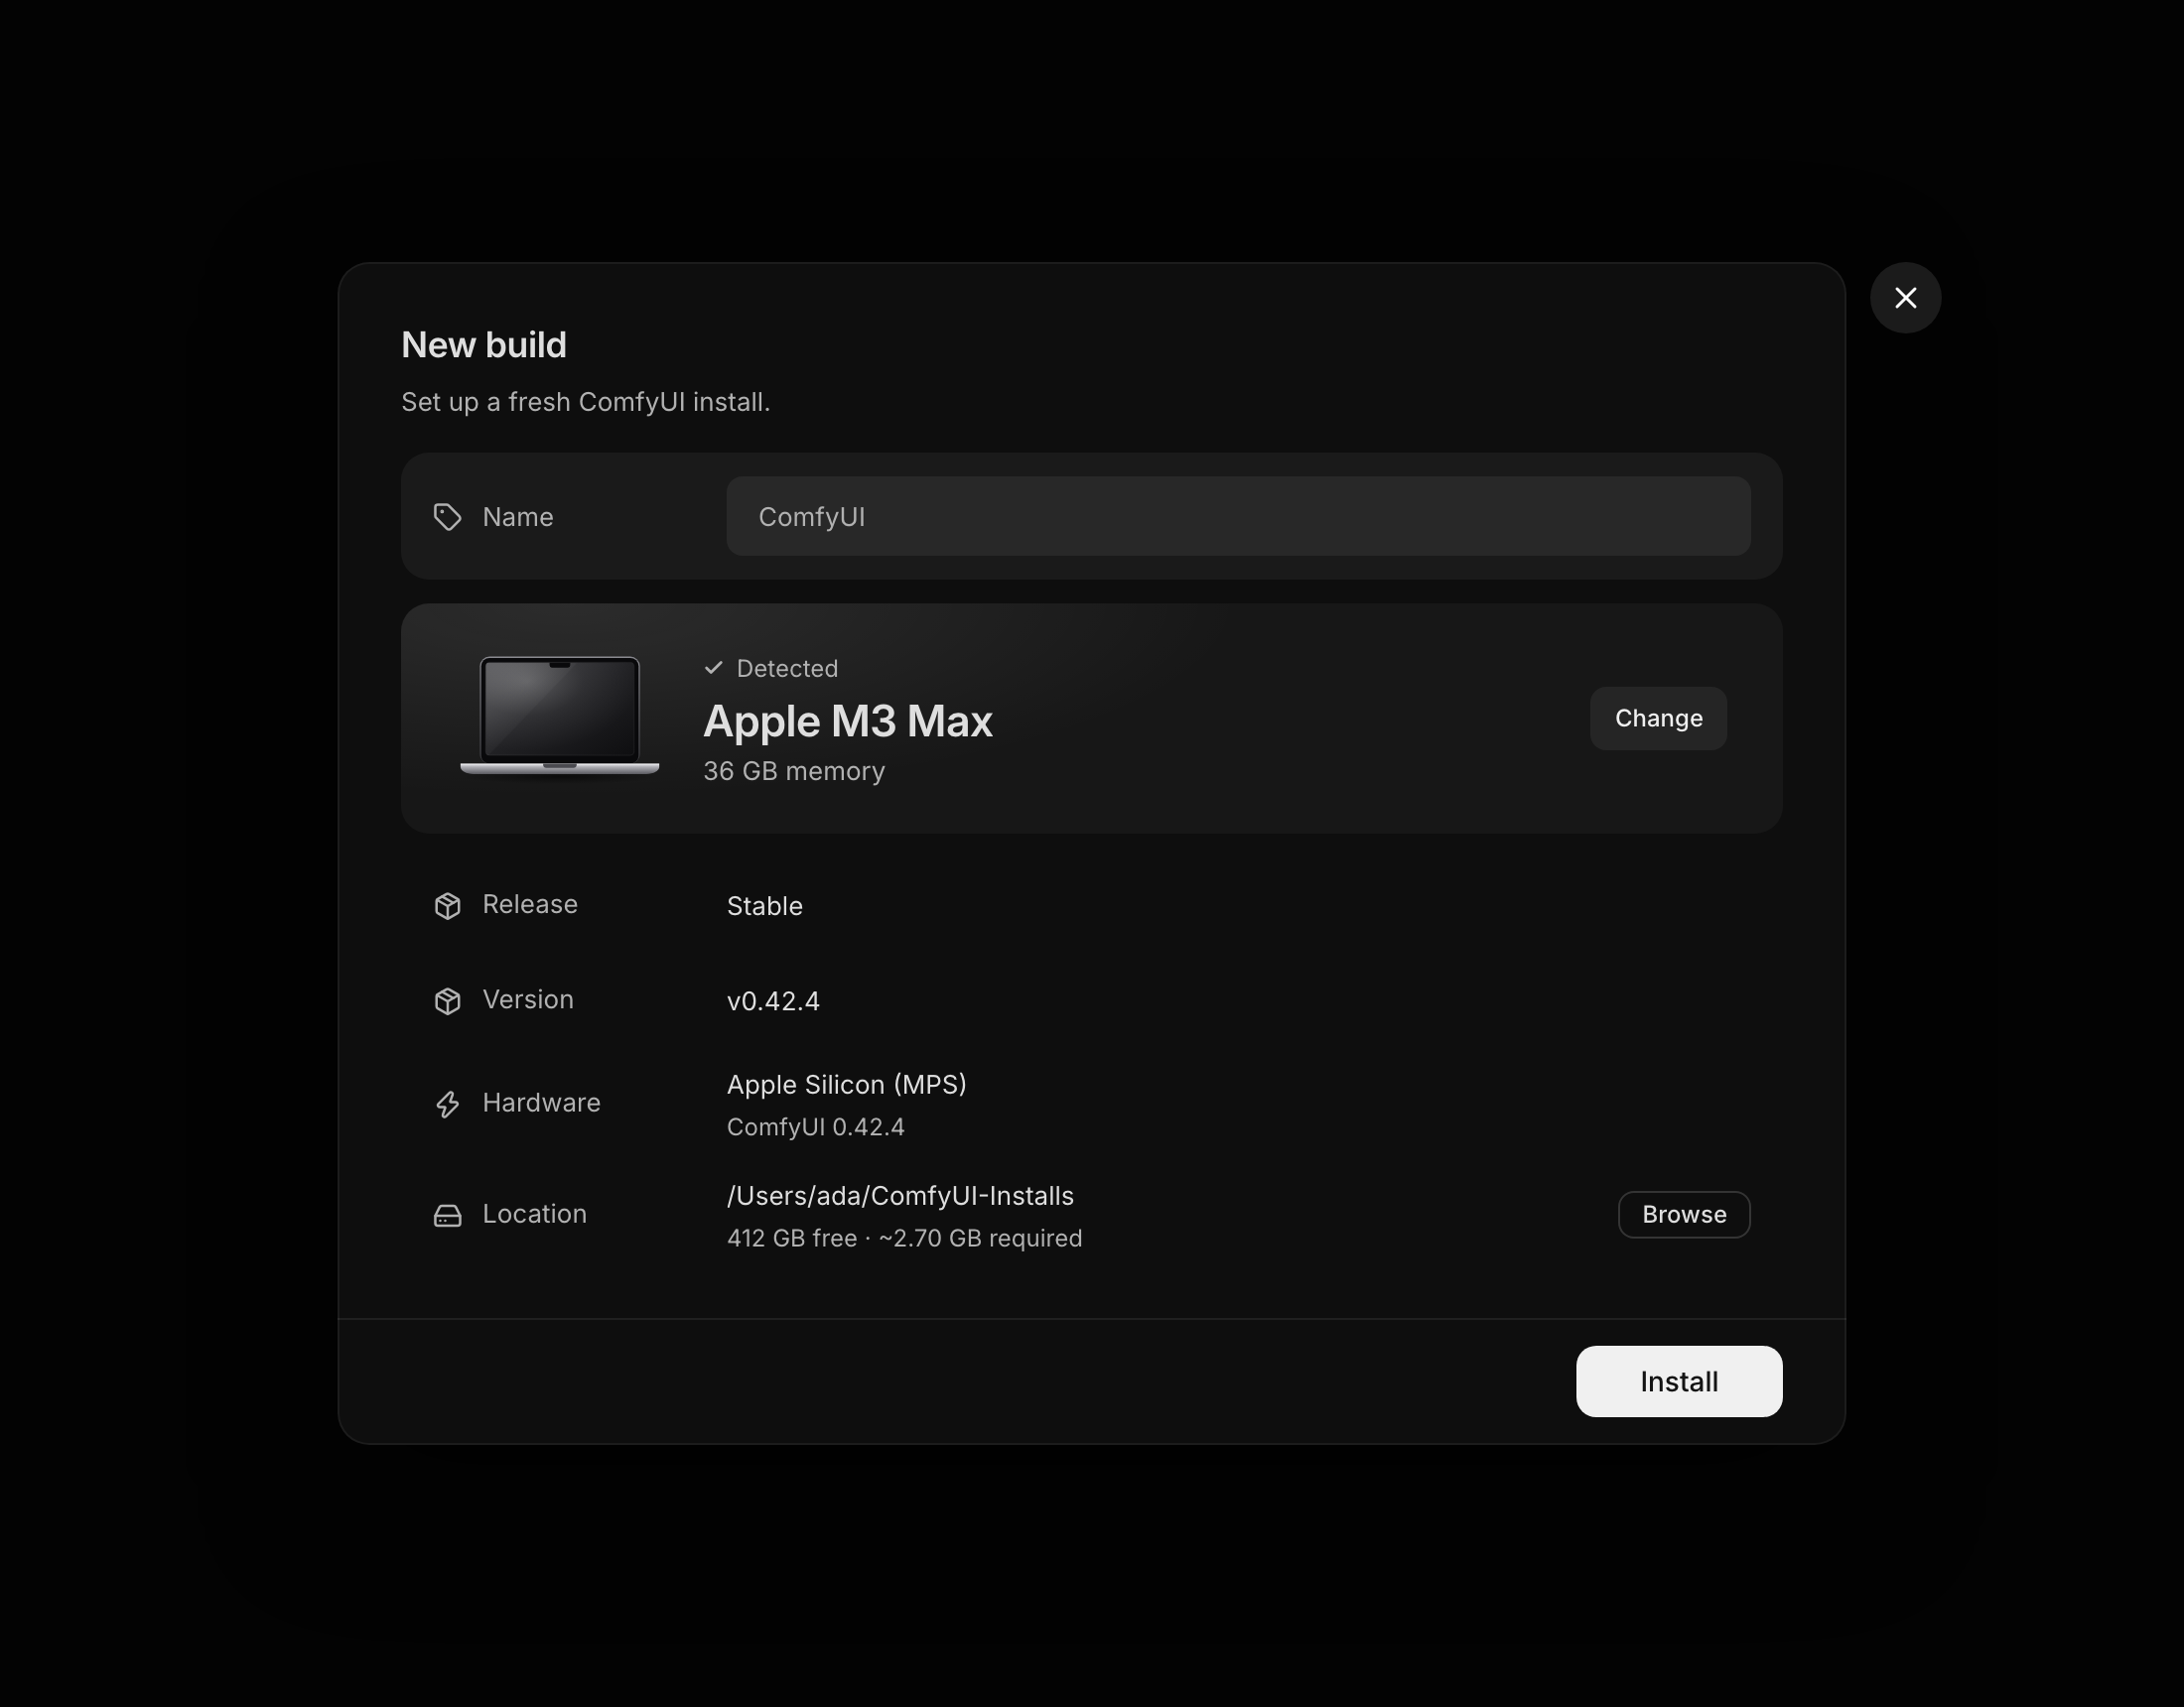 New build
Set up a fresh ComfyUI install.
Name
ComfyUI
Detected
Apple M3 Max
36 GB memory
Change
Release
Stable
Version
v0.42.4
Hardware
Apple Silicon (MPS)
ComfyUI 0.42.4
Location
/Users/ada/ComfyUI-Installs
412 GB free · ~2.70 GB required
Browse
Install